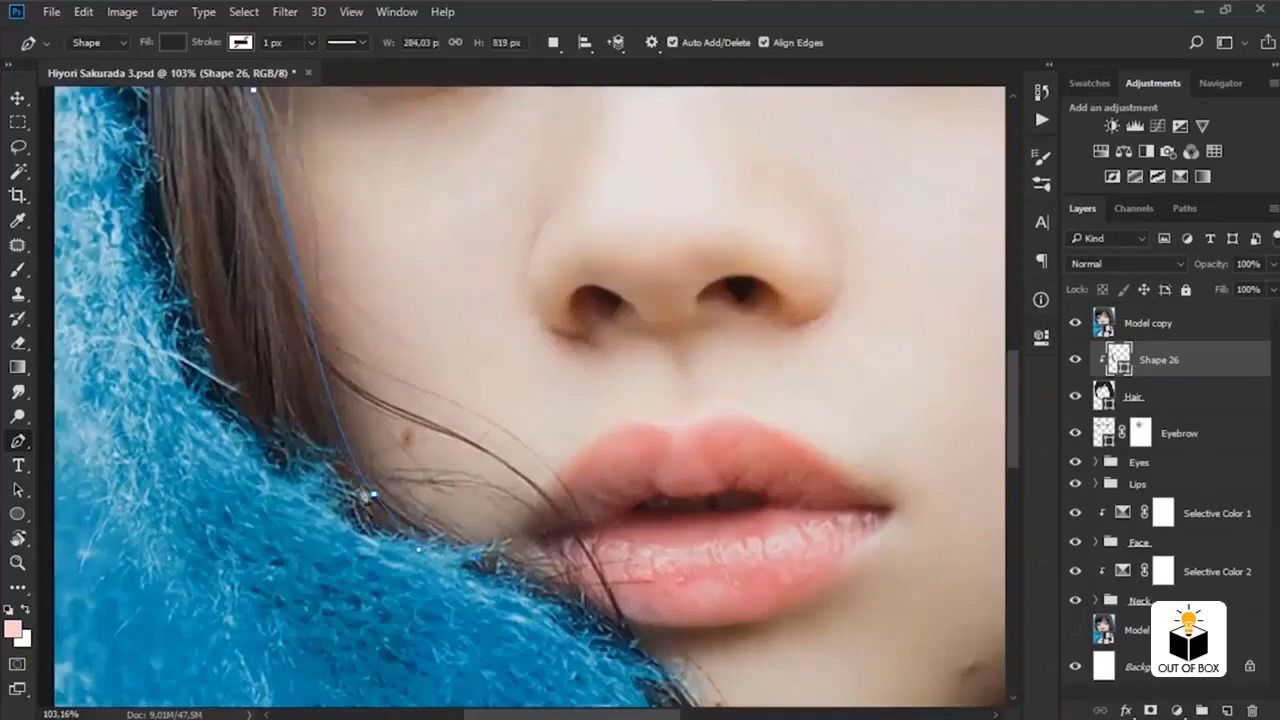 Ps File Edit Image Layer Type Select Filter 3D View Window Help
Shape Fill: Stroke: 1 px W: 284,03 p H: 819 px Auto Add/Delete Align Edges
Hiyori Sakurada 3.psd @ 103% (Shape 26, RGB/8) * ×
Swatches Adjustments Navigator
Add an adjustment
Layers Channels Paths
Kind
Normal Opacity: 100%
Lock: Fill: 100%
Model copy
Shape 26
Hair
Eyebrow
Eyes
Lips
Selective Color 1
Face
Selective Color 2
Neck
Model
OUT OF BOX
103,16% Doc: 9,01M/47,5M